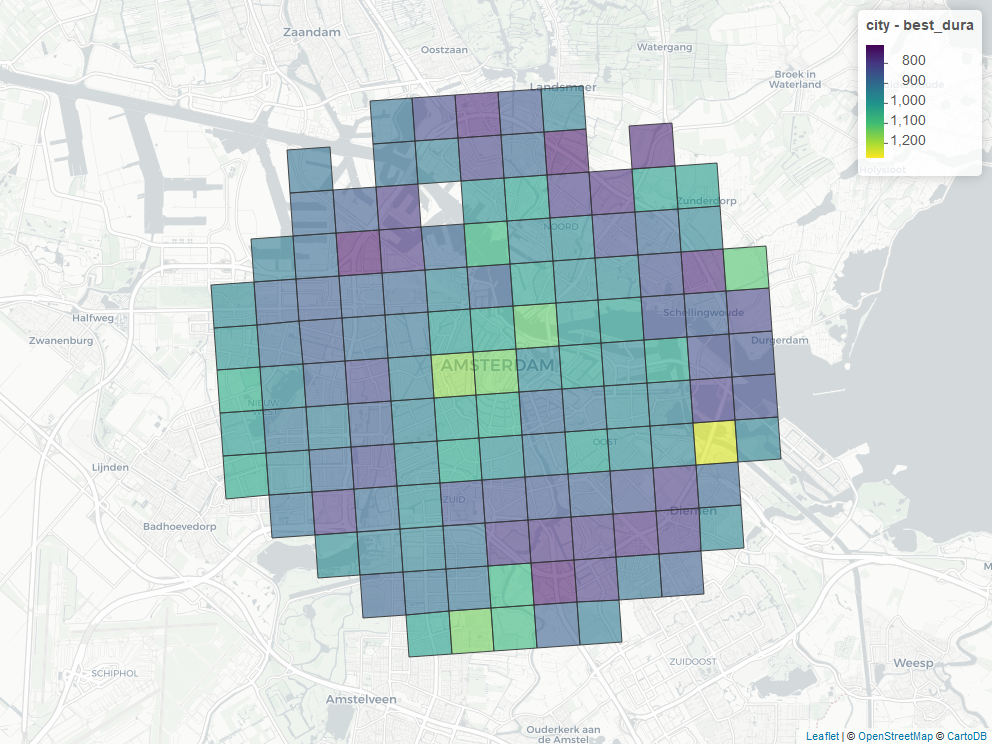 city - best_dura
800
900
1,000
1,100
1,200
Zaandam
Oostzaan
Watergang
Broek in
Waterland
Landsmeer
Holysloot
Zunderdorp
NOORD
Halfweg
Zwanenburg
Schellingwoude
Durgerdam
AMSTERDAM
NIEUW-
WEST
OOST
Lijnden
ZUID
Badhoevedorp
Diemen
SCHIPHOL
ZUIDOOST
Weesp
Amstelveen
Ouderkerk aan
de Amstel
Leaflet | © OpenStreetMap © CartoDB